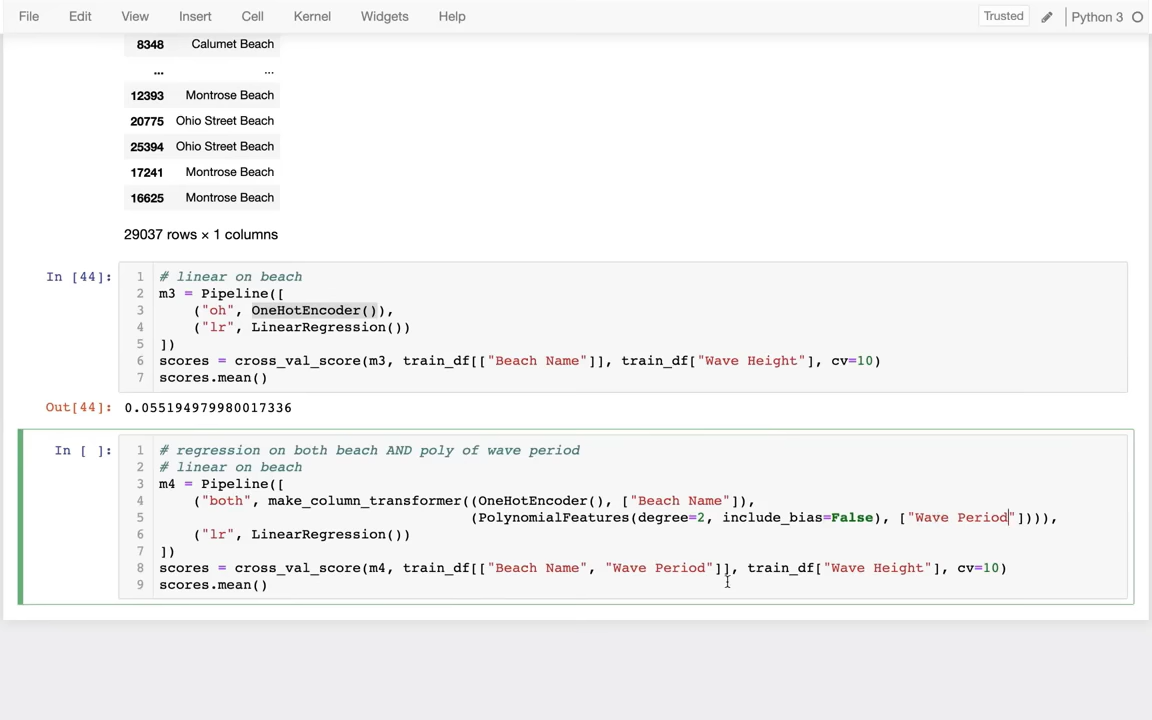 File Edit View Insert Cell Kernel Widgets Help Trusted Python 3
8348 Calumet Beach
... ...
12393 Montrose Beach
20775 Ohio Street Beach
25394 Ohio Street Beach
17241 Montrose Beach
16625 Montrose Beach
29037 rows × 1 columns
In [44]: 1 # linear on beach
2 m3 = Pipeline([
3 ("oh", OneHotEncoder()),
4 ("lr", LinearRegression())
5 ])
6 scores = cross_val_score(m3, train_df[["Beach Name"]], train_df["Wave Height"], cv=10)
7 scores.mean()
Out[44]: 0.055194979980017336
In [ ]: 1 # regression on both beach AND poly of wave period
2 # linear on beach
3 m4 = Pipeline([
4 ("both", make_column_transformer((OneHotEncoder(), ["Beach Name"]),
5 (PolynomialFeatures(degree=2, include_bias=False), ["Wave Period"]))),
6 ("lr", LinearRegression())
7 ])
8 scores = cross_val_score(m4, train_df[["Beach Name", "Wave Period"]], train_df["Wave Height"], cv=10)
9 scores.mean()